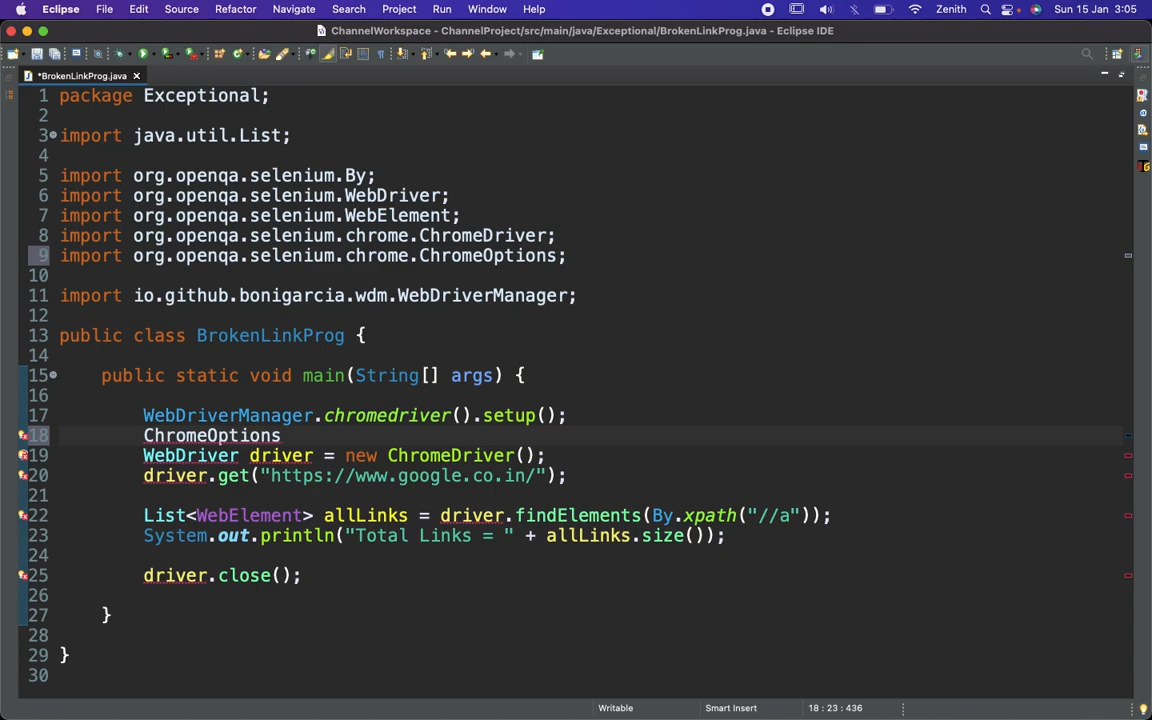 Eclipse File Edit Source Refactor Navigate Search Project Run Window Help Zenith Sun 15 Jan 3:05
ChannelWorkspace - ChannelProject/src/main/java/Exceptional/BrokenLinkProg.java - Eclipse IDE
*BrokenLinkProg.java
1 package Exceptional;
2
3 import java.util.List;
4
5 import org.openqa.selenium.By;
6 import org.openqa.selenium.WebDriver;
7 import org.openqa.selenium.WebElement;
8 import org.openqa.selenium.chrome.ChromeDriver;
9 import org.openqa.selenium.chrome.ChromeOptions;
10
11 import io.github.bonigarcia.wdm.WebDriverManager;
12
13 public class BrokenLinkProg {
14
15 public static void main(String[] args) {
16
17 WebDriverManager.chromedriver().setup();
18 ChromeOptions
19 WebDriver driver = new ChromeDriver();
20 driver.get("https://www.google.co.in/");
21
22 List<WebElement> allLinks = driver.findElements(By.xpath("//a"));
23 System.out.println("Total Links = " + allLinks.size());
24
25 driver.close();
26
27 }
28
29 }
30
Writable Smart Insert 18 : 23 : 436